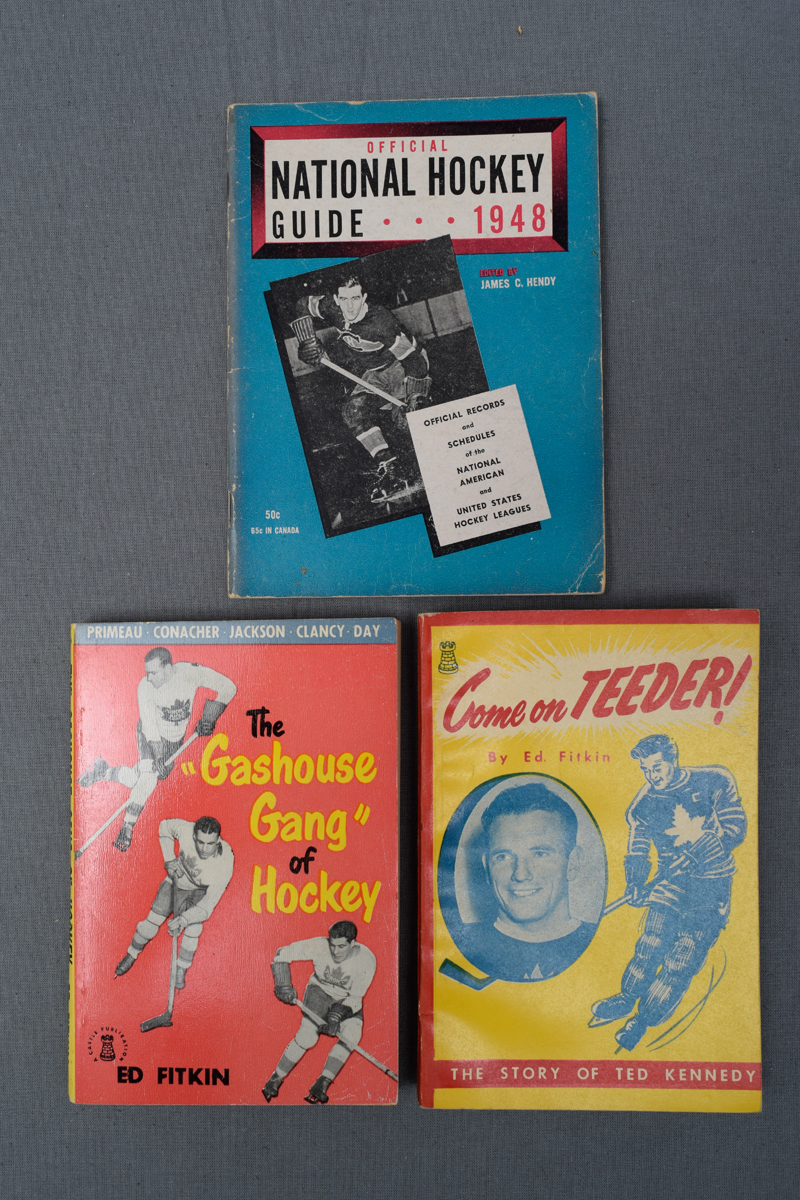 OFFICIAL
NATIONAL HOCKEY
GUIDE • • • 1948
EDITED BY
JAMES C. HENDY
OFFICIAL RECORDS
and
SCHEDULES
of the
NATIONAL
AMERICAN
and
UNITED STATES
HOCKEY LEAGUES
50c
65c IN CANADA
PRIMEAU · CONACHER · JACKSON · CLANCY · DAY
The
"Gashouse
Gang"
of
Hockey
A CASTLE PUBLICATION
ED FITKIN
Come on TEEDER!
By Ed. Fitkin
THE STORY OF TED KENNEDY